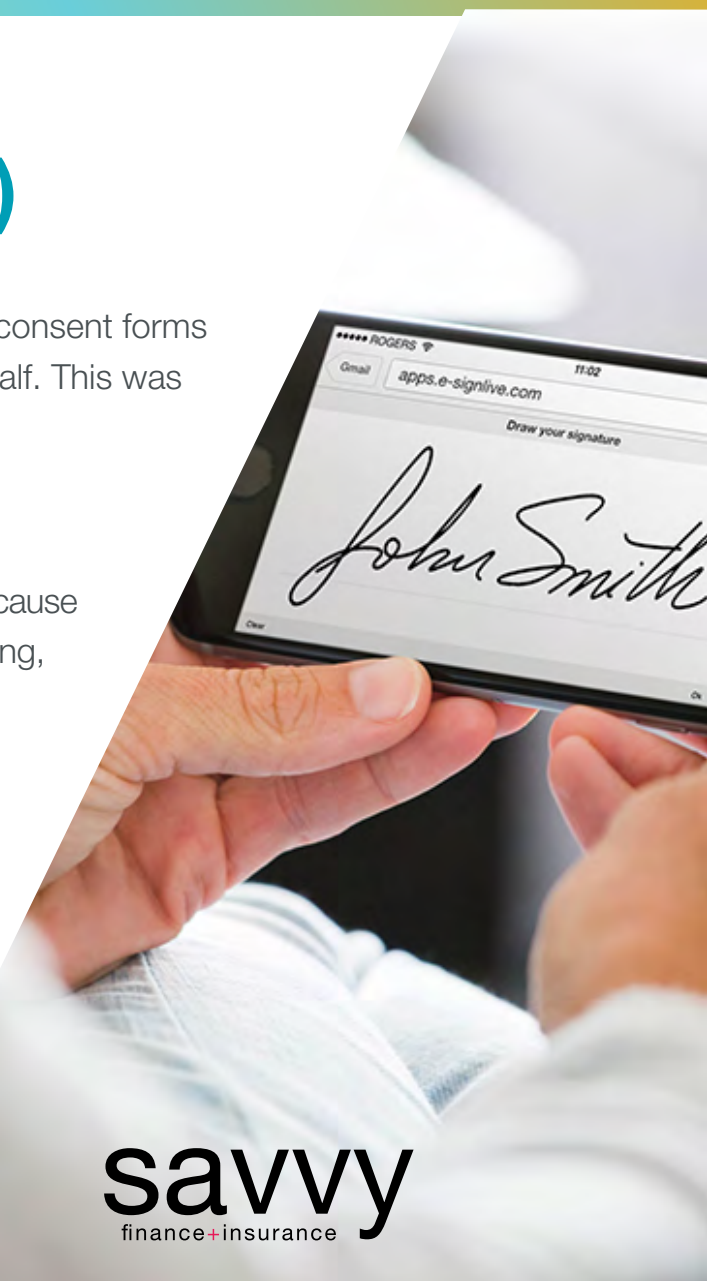 )
consent forms
alf. This was
cause
ng,
ROGERS 11:02
Gmail apps.e-signlive.com
Draw your signature
John Smith
Clear
Ok
savvy
finance+insurance